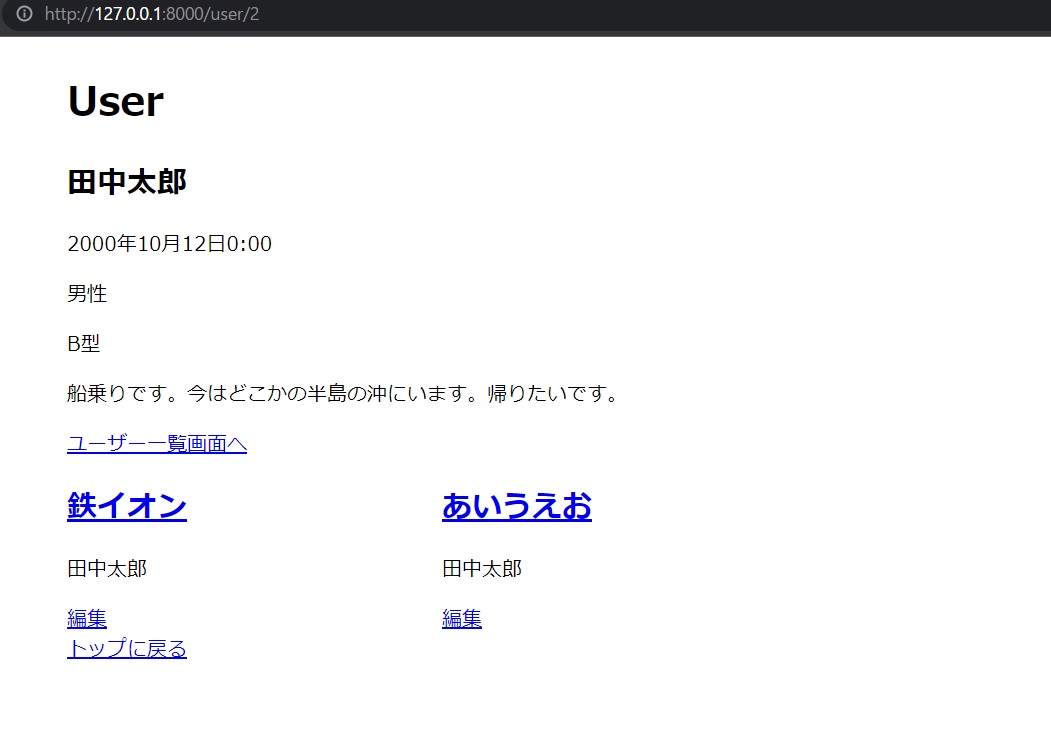 http://127.0.0.1:8000/user/2
User
田中太郎
2000年10月12日0:00
男性
B型
船乗りです。今はどこかの半島の沖にいます。帰りたいです。
ユーザー一覧画面へ
鉄イオン あいうえお
田中太郎 田中太郎
編集 編集
トップに戻る